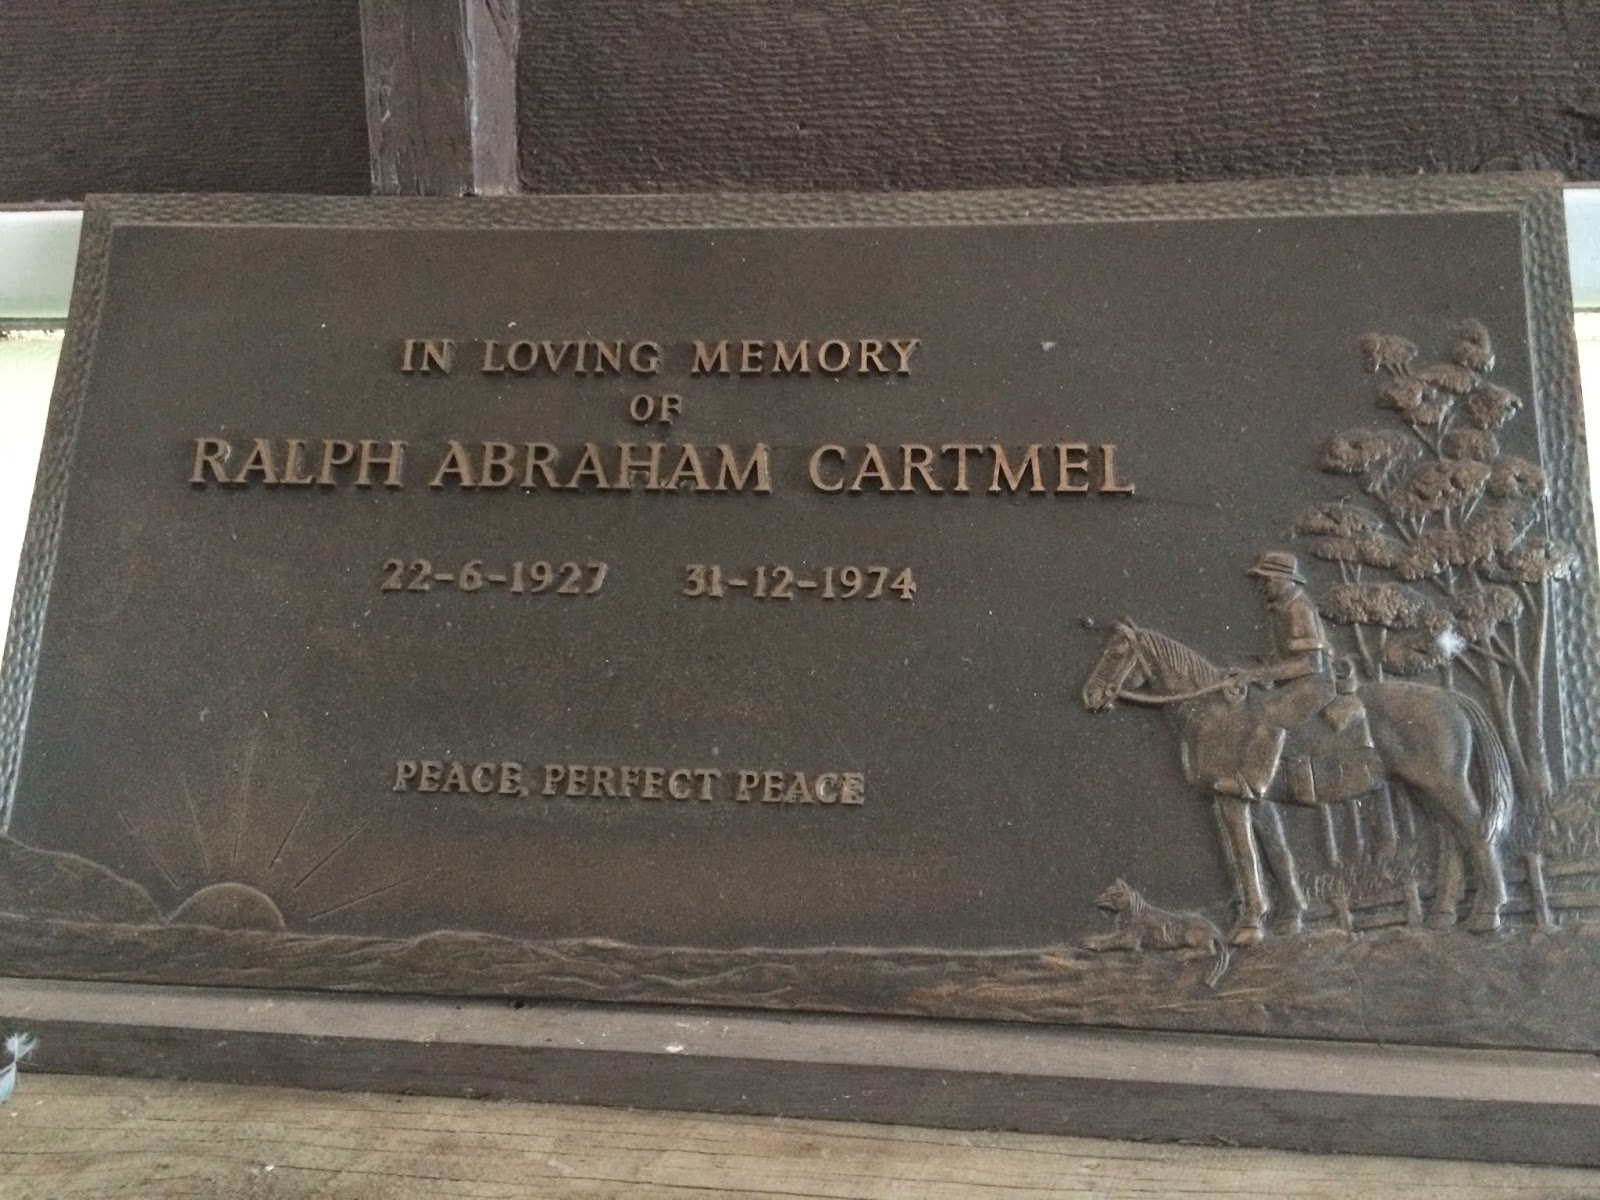 IN LOVING MEMORY
OF
RALPH ABRAHAM CARTMEL
22-6-1927 31-12-1974
PEACE, PERFECT PEACE